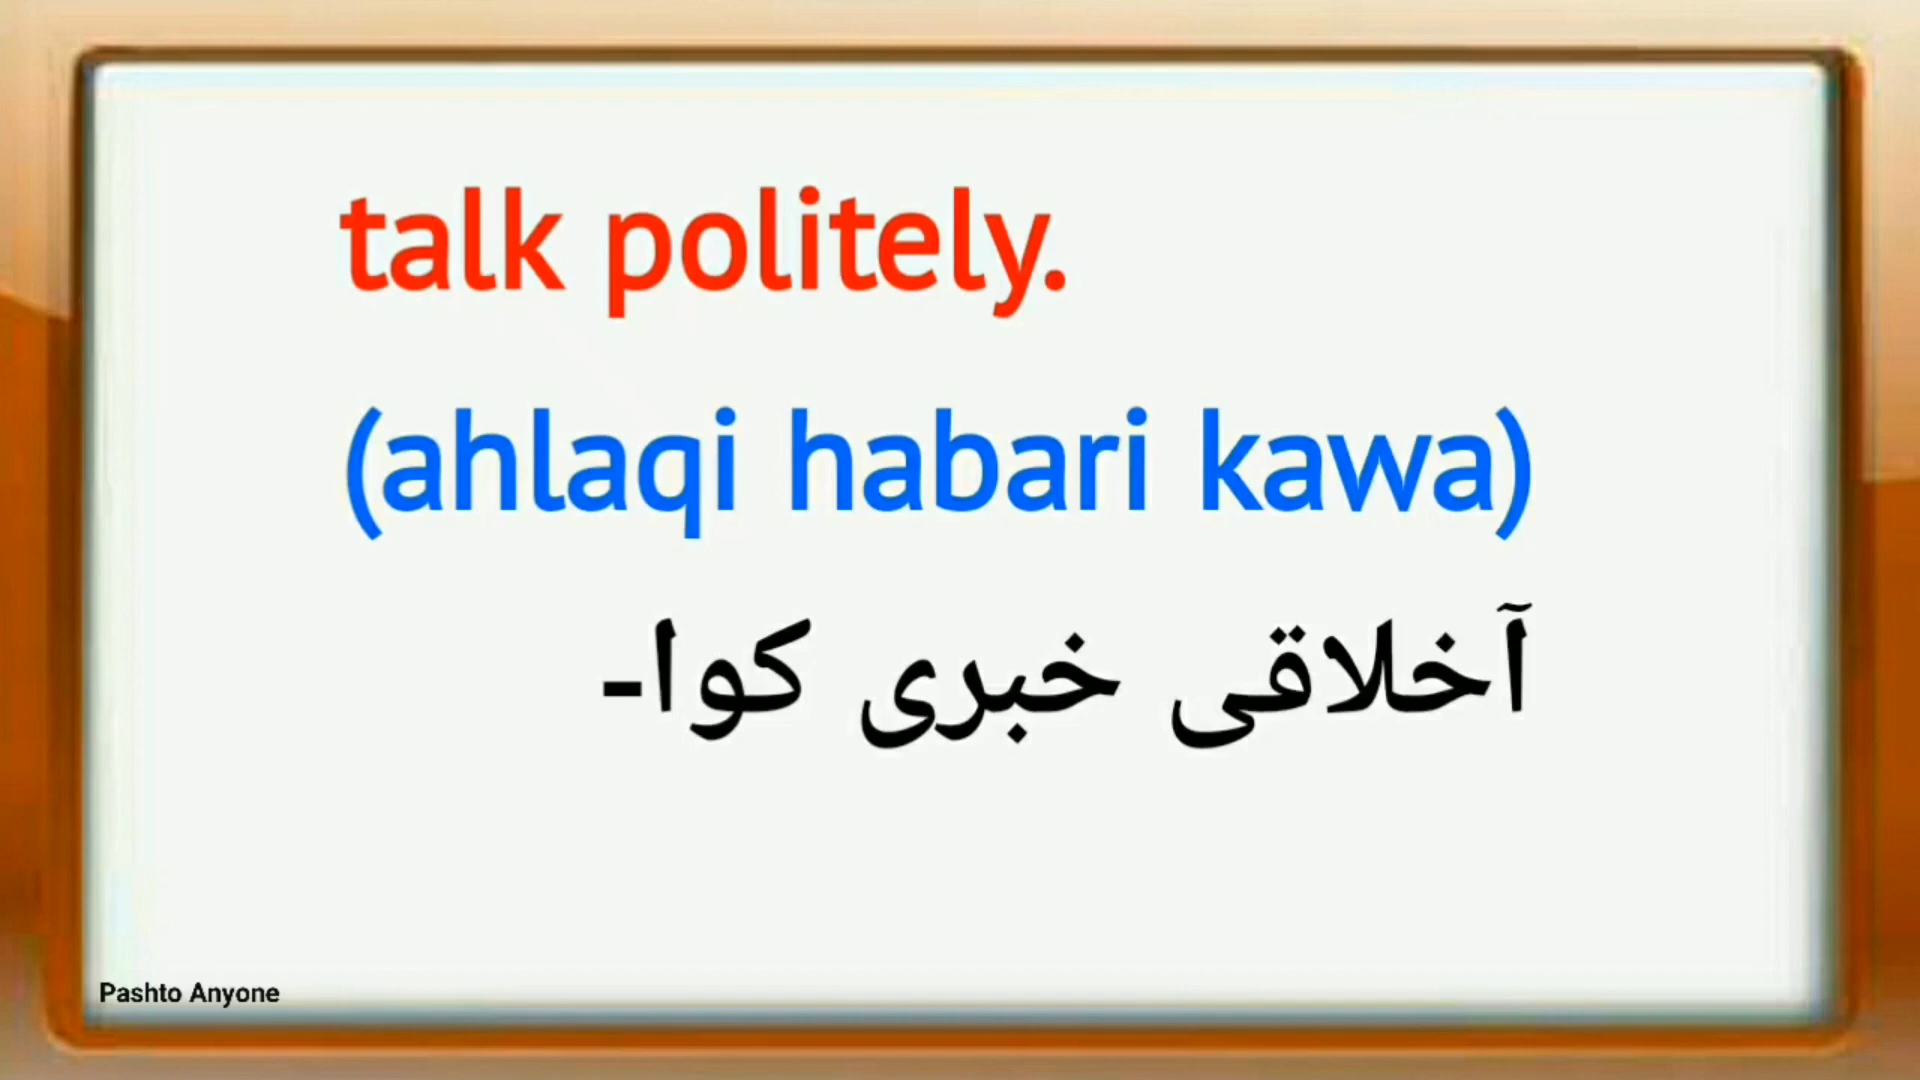 talk politely.
(ahlaqi habari kawa)
آخلاقی خبری کوا-
Pashto Anyone